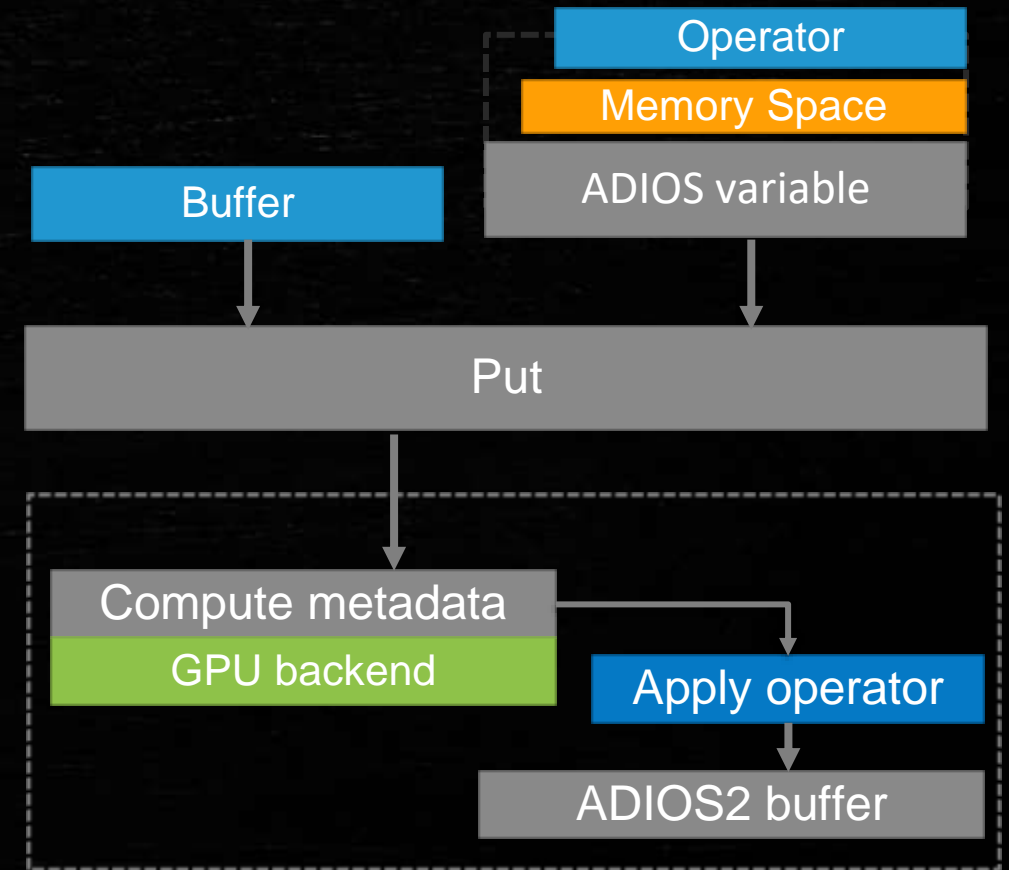 Operator
Memory Space
ADIOS variable
Buffer
Put
Compute metadata
GPU backend
Apply operator
ADIOS2 buffer